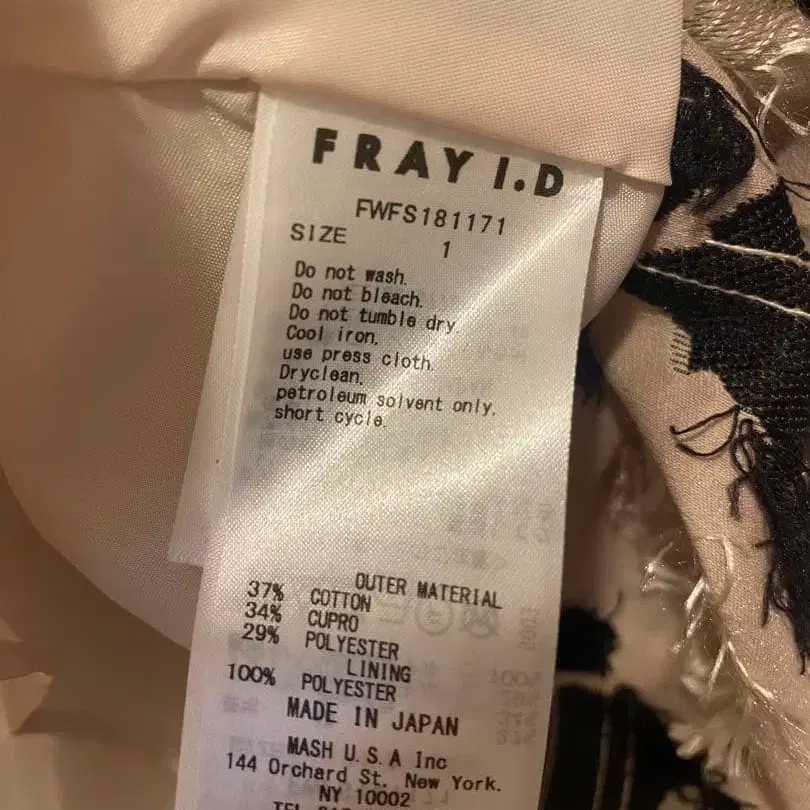 FRAY I.D
FWFS181171
SIZE 1
Do not wash.
Do not bleach.
Do not tumble dry
Cool iron.
use press cloth.
Dryclean.
petroleum solvent only.
short cycle.
OUTER MATERIAL
37% COTTON
34% CUPRO
29% POLYESTER
LINING
100% POLYESTER
MADE IN JAPAN
MASH U.S.A Inc
144 Orchard St. New York.
NY 10002
TEL